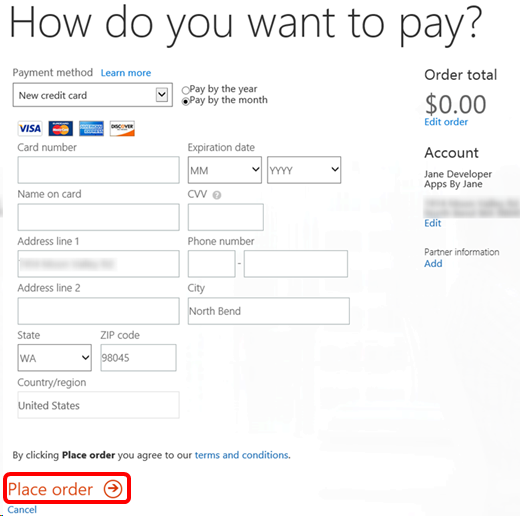 How do you want to pay?
Payment method Learn more
New credit card
Pay by the year
Pay by the month
VISA MasterCard AMERICAN EXPRESS DISCOVER
Card number
Expiration date
MM
YYYY
Name on card
CVV ?
Address line 1
Phone number
-
Address line 2
City
North Bend
State
ZIP code
WA
98045
Country/region
United States
By clicking Place order you agree to our terms and conditions.
Place order
Cancel
Order total
$0.00
Edit order
Account
Jane Developer
Apps By Jane
Edit
Partner information
Add